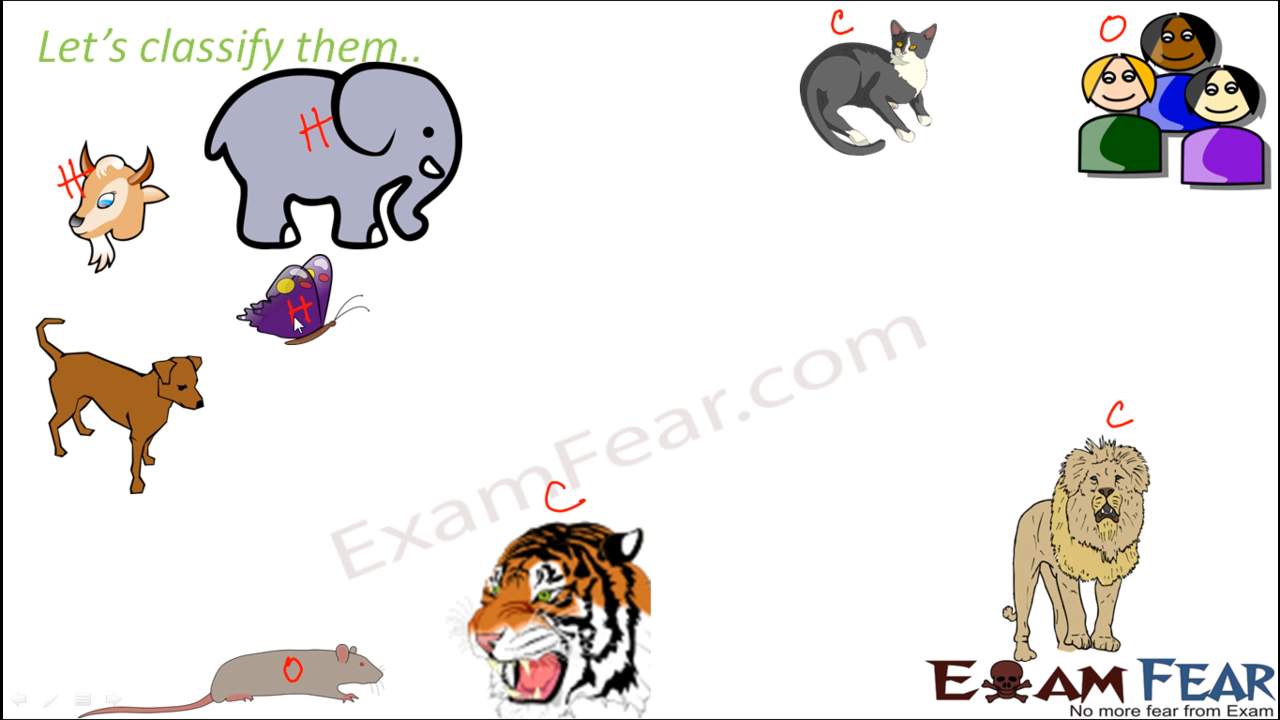 Let's classify them..
C
O
H
H
H
C
C
O
ExamFear.com
EXAM FEAR
No more fear from Exam